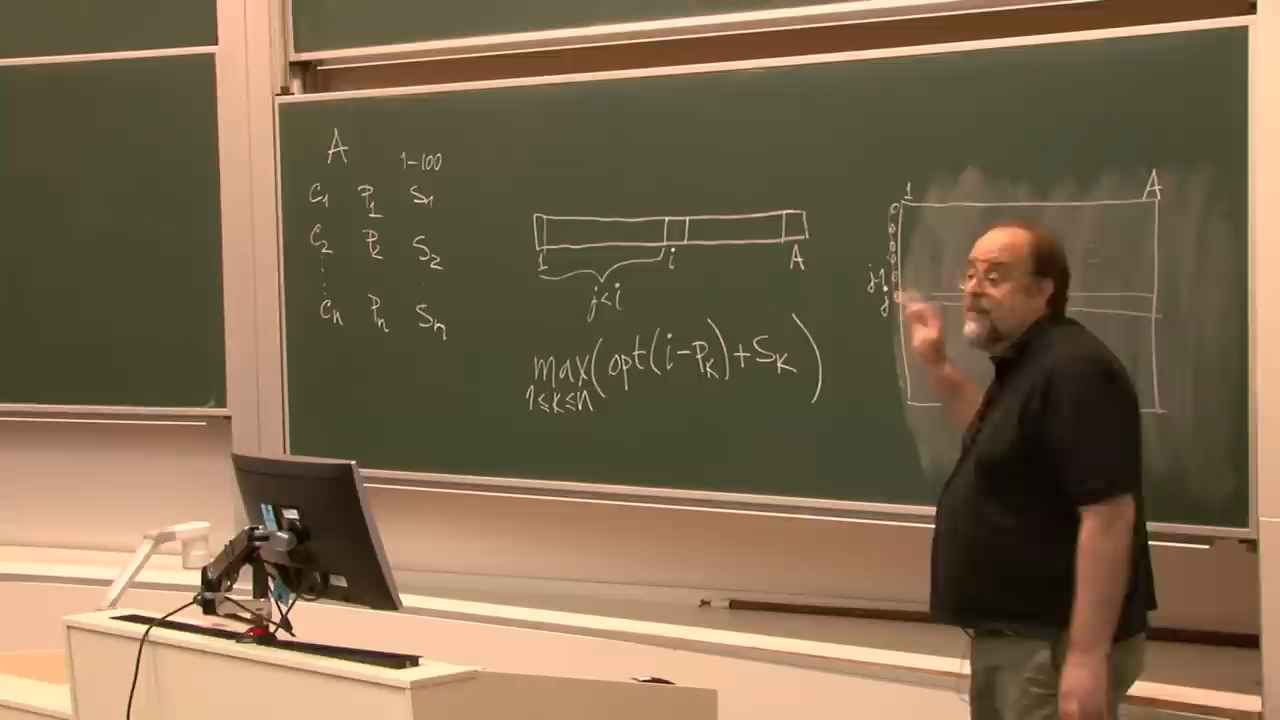 A
1-100
C1 P1 S1
C2 P2 S2
⋮
Cn Pn Sn
1 i A
j<i
max(opt(i-Pk)+Sk)
1≤k≤n
1 A
j-1
j